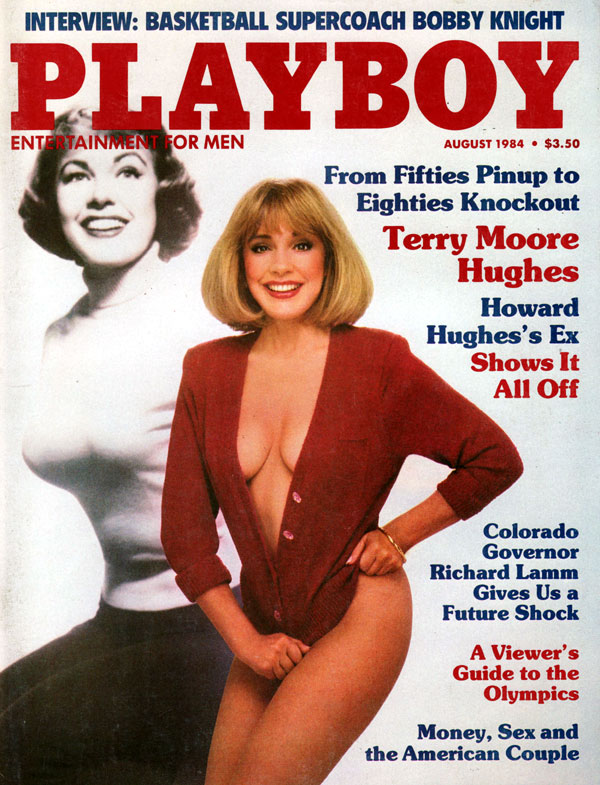 INTERVIEW: BASKETBALL SUPERCOACH BOBBY KNIGHT
PLAYBOY
ENTERTAINMENT FOR MEN
AUGUST 1984 • $3.50
From Fifties Pinup to
Eighties Knockout
Terry Moore
Hughes
Howard
Hughes's Ex
Shows It
All Off
Colorado
Governor
Richard Lamm
Gives Us a
Future Shock
A Viewer's
Guide to the
Olympics
Money, Sex and
the American Couple